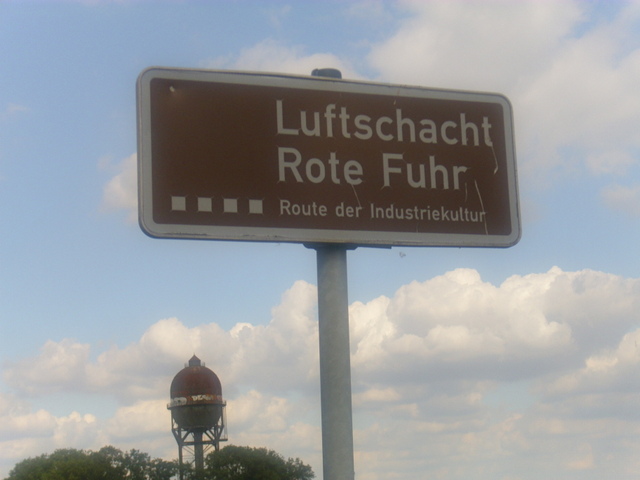 Luftschacht
Rote Fuhr
Route der Industriekultur